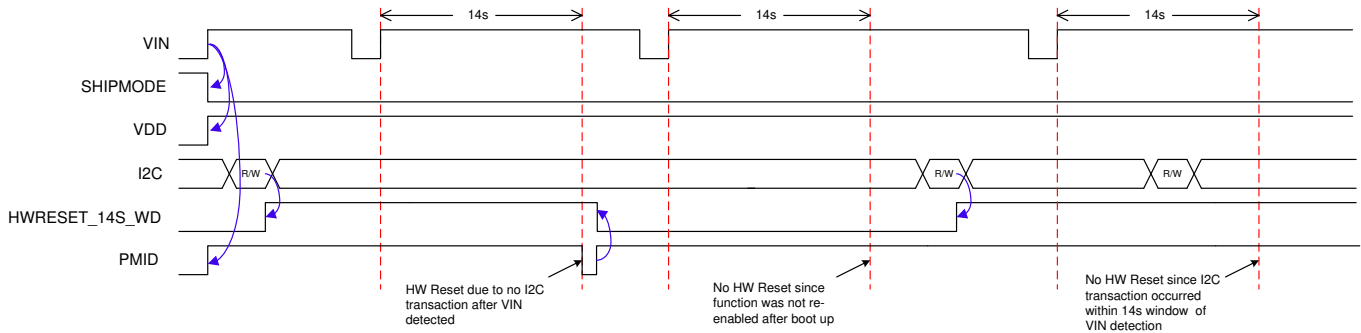 14s
14s
14s
VIN
SHIPMODE
VDD
I2C
R/W
R/W
R/W
HWRESET_14S_WD
PMID
HW Reset due to no I2C
transaction after VIN
detected
No HW Reset since
function was not re-
enabled after boot up
No HW Reset since I2C
transaction occurred
within 14s window of
VIN detection